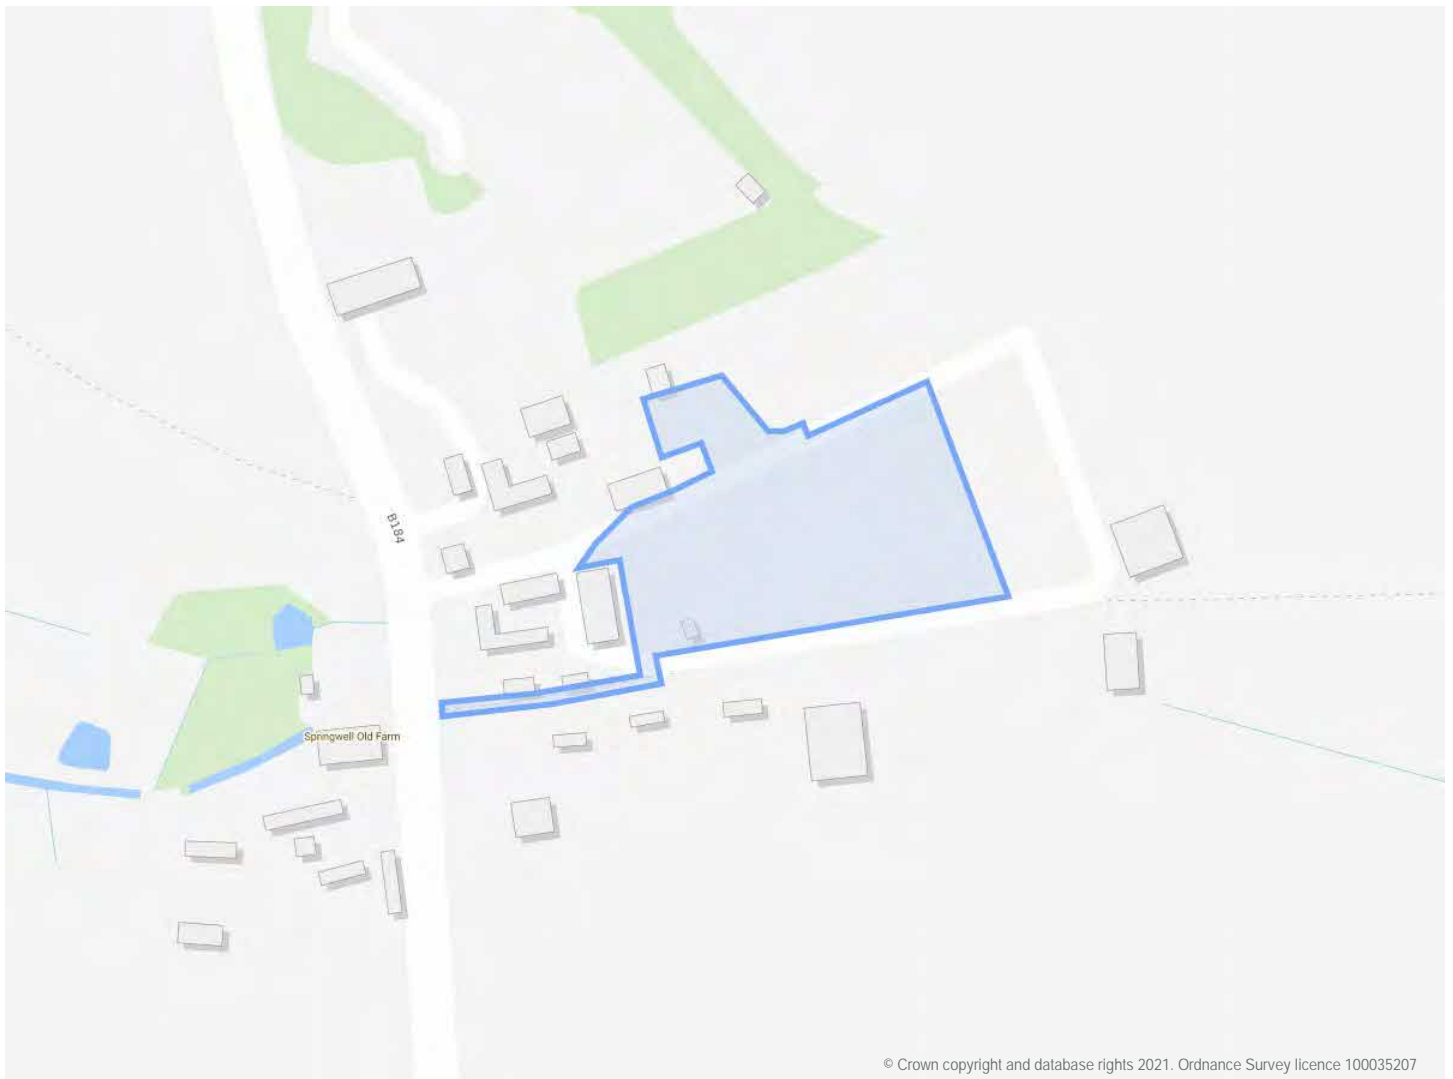 B184
Springwell Old Farm
© Crown copyright and database rights 2021. Ordnance Survey licence 100035207